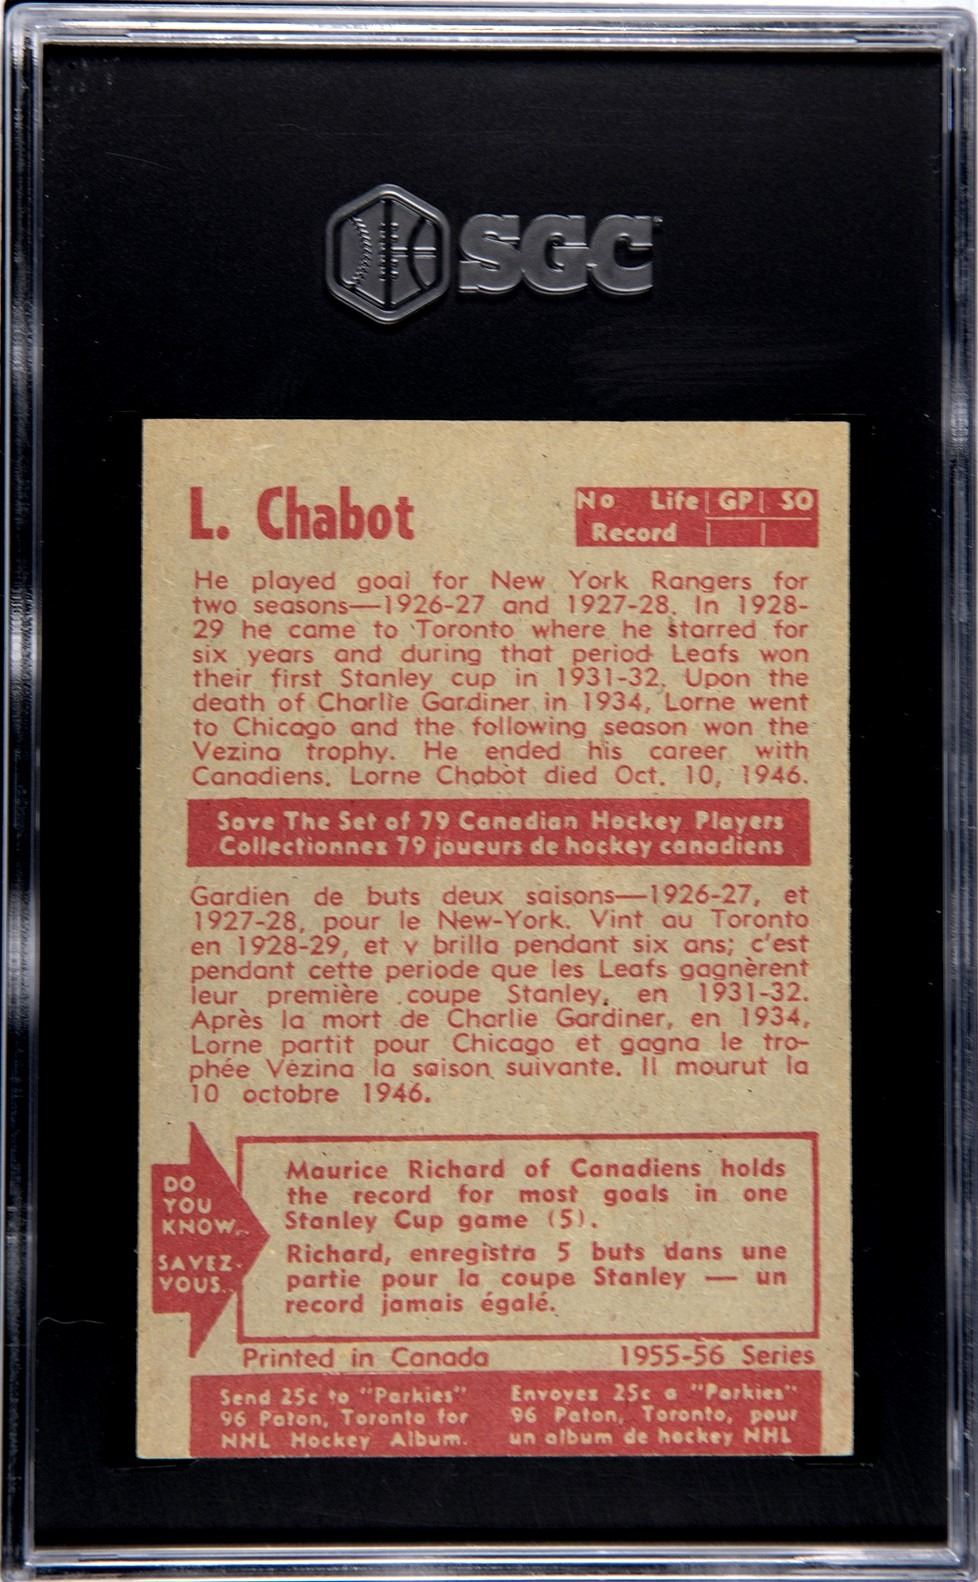 SGC
L. Chabot
No Life GP SO
Record
He played goal for New York Rangers for
two seasons—1926-27 and 1927-28. In 1928-
29 he came to Toronto where he starred for
six years and during that period Leafs won
their first Stanley cup in 1931-32. Upon the
death of Charlie Gardiner in 1934, Lorne went
to Chicago and the following season won the
Vezina trophy. He ended his career with
Canadiens. Lorne Chabot died Oct. 10, 1946.
Save The Set of 79 Canadian Hockey Players
Collectionnez 79 joueurs de hockey canadiens
Gardien de buts deux saisons—1926-27, et
1927-28, pour le New-York. Vint au Toronto
en 1928-29, et y brilla pendant six ans; c'est
pendant cette periode que les Leafs gagnèrent
leur première coupe Stanley, en 1931-32.
Après la mort de Charlie Gardiner, en 1934,
Lorne partit pour Chicago et gagna le tro-
phée Vézina la saison suivante. Il mourut la
10 octobre 1946.
DO
YOU
KNOW..
SAVEZ-
VOUS..
Maurice Richard of Canadiens holds
the record for most goals in one
Stanley Cup game (5).
Richard, enregistra 5 buts dans une
partie pour la coupe Stanley — un
record jamais égalé.
Printed in Canada 1955-56 Series
Send 25c to "Parkies"
96 Paton, Toronto for
NHL Hockey Album.
Envoyez 25c a "Parkies"
96 Paton, Toronto, pour
un album de hockey NHL